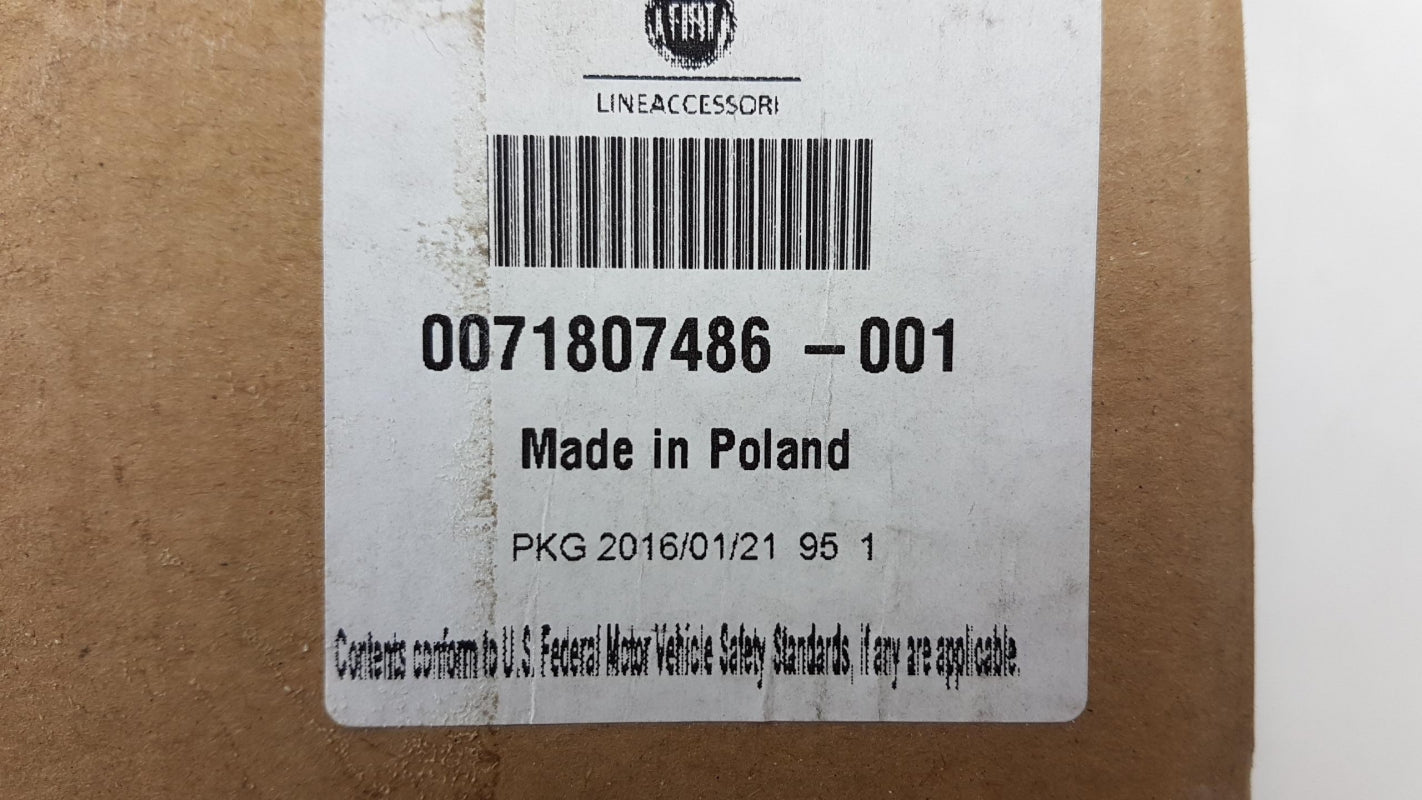 FIAT
LINEACCESSORI
0071807486 -001
Made in Poland
PKG 2016/01/21 95 1
Contents conform to U.S. Federal Motor Vehicle Safety Standards, if any are applicable.